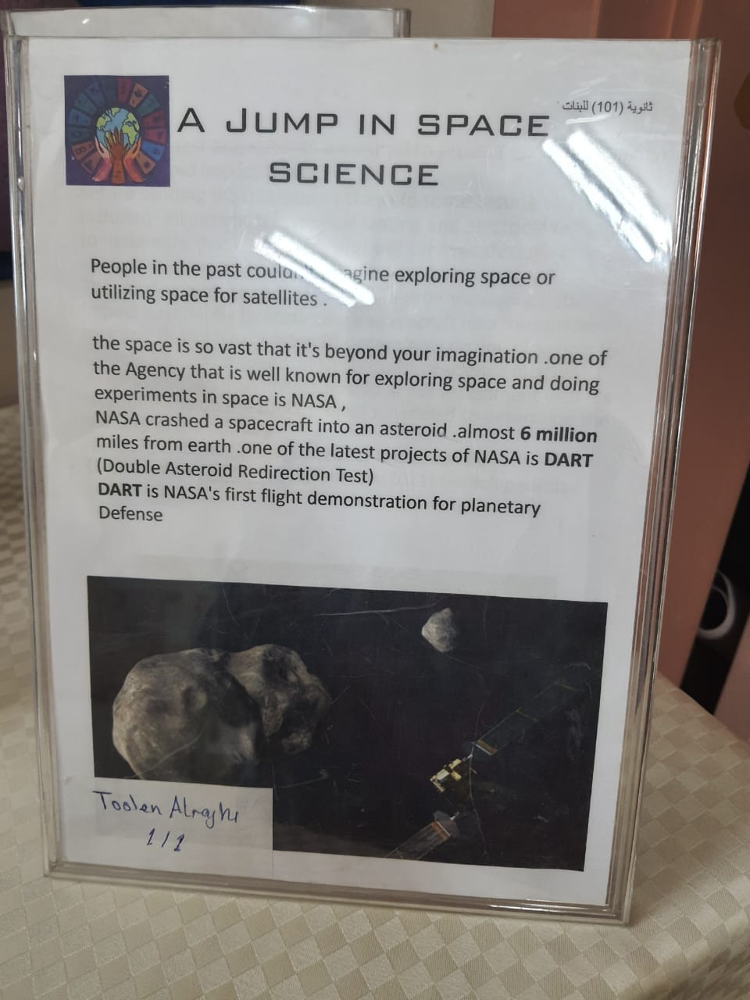 ثانوية (101) للبنات
A JUMP IN SPACE
SCIENCE
People in the past exploring space or
utilizing space for satellites .
the space is so vast that it's beyond your imagination .one of
the Agency that is well known for exploring space and doing
experiments in space is NASA ,
NASA crashed a spacecraft into an asteroid .almost 6 million
miles from earth .one of the latest projects of NASA is DART
(Double Asteroid Redirection Test)
DART is NASA's first flight demonstration for planetary
Defense
Toolen Alrajhi
1/1